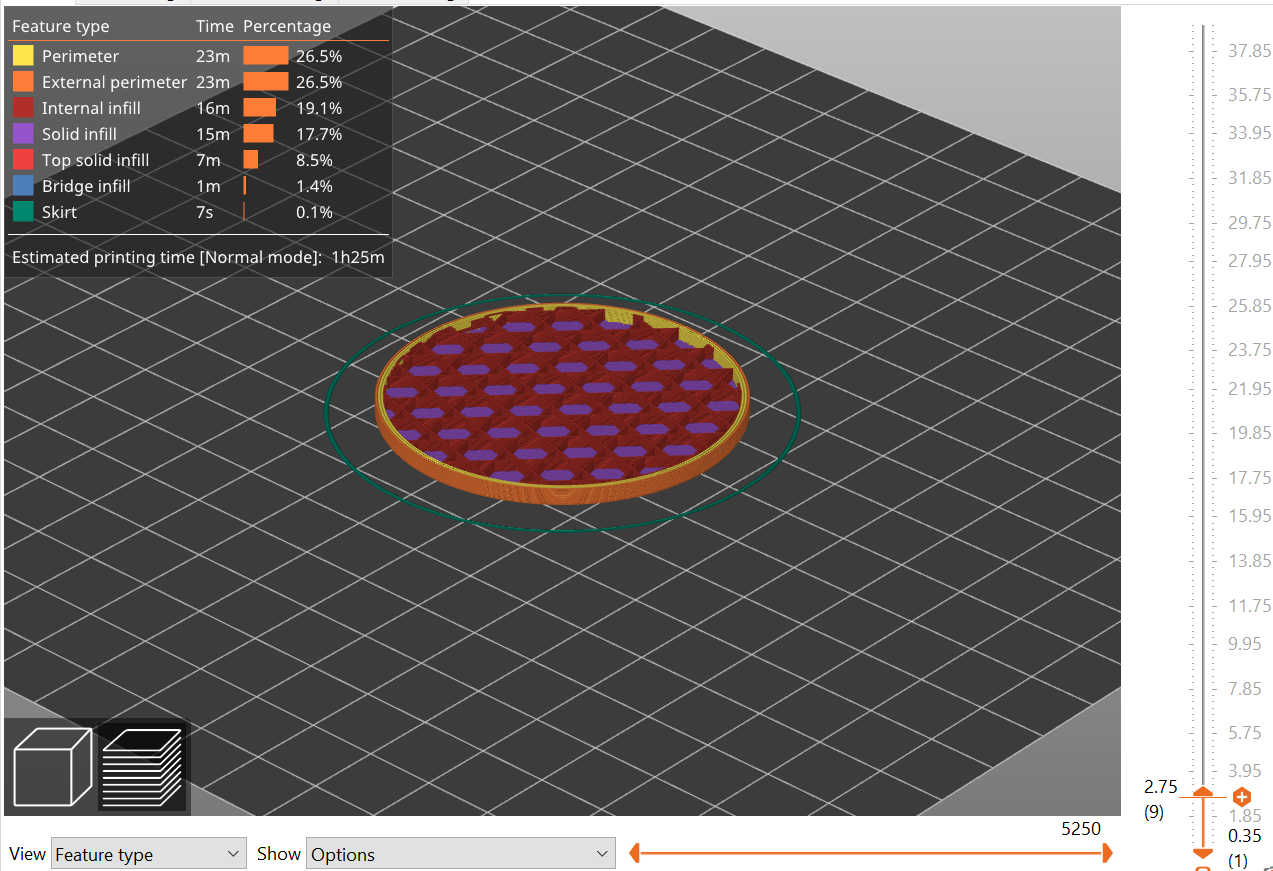 Feature type Time Percentage
Perimeter 23m 26.5%
External perimeter 23m 26.5%
Internal infill 16m 19.1%
Solid infill 15m 17.7%
Top solid infill 7m 8.5%
Bridge infill 1m 1.4%
Skirt 7s 0.1%
Estimated printing time [Normal mode]: 1h25m
37.85
35.75
33.95
31.85
29.75
27.95
25.85
23.75
21.95
19.85
17.75
15.95
13.85
11.75
9.95
7.85
5.75
3.95
2.75
(9)
1.85
0.35
(1)
5250
View Feature type Show Options